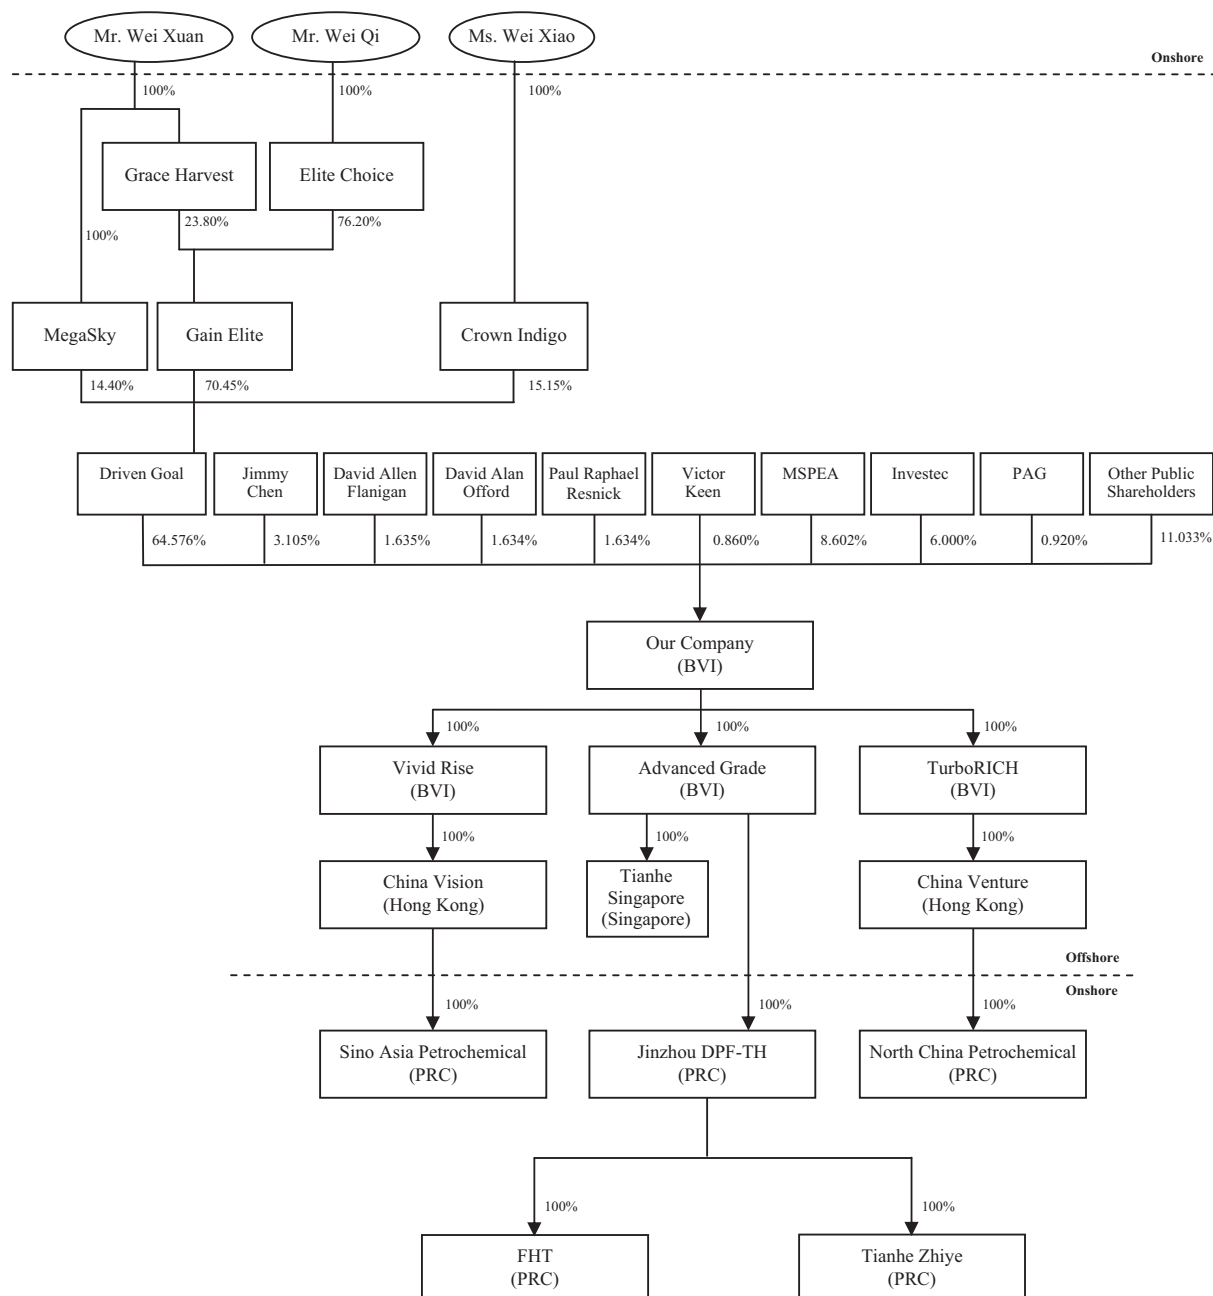 Mr. Wei Xuan
Mr. Wei Qi
Ms. Wei Xiao
Onshore
100%
100%
100%
Grace Harvest
Elite Choice
23.80%
76.20%
100%
MegaSky
Gain Elite
Crown Indigo
14.40%
70.45%
15.15%
Driven Goal
Jimmy
Chen
David Allen
Flanigan
David Alan
Offord
Paul Raphael
Resnick
Victor
Keen
MSPEA
Investec
PAG
Other Public
Shareholders
64.576%
3.105%
1.635%
1.634%
1.634%
0.860%
8.602%
6.000%
0.920%
11.033%
Our Company
(BVI)
100%
100%
100%
Vivid Rise
(BVI)
Advanced Grade
(BVI)
TurboRICH
(BVI)
100%
100%
100%
China Vision
(Hong Kong)
Tianhe
Singapore
(Singapore)
China Venture
(Hong Kong)
Offshore
Onshore
100%
100%
100%
Sino Asia Petrochemical
(PRC)
Jinzhou DPF-TH
(PRC)
North China Petrochemical
(PRC)
100%
100%
FHT
(PRC)
Tianhe Zhiye
(PRC)